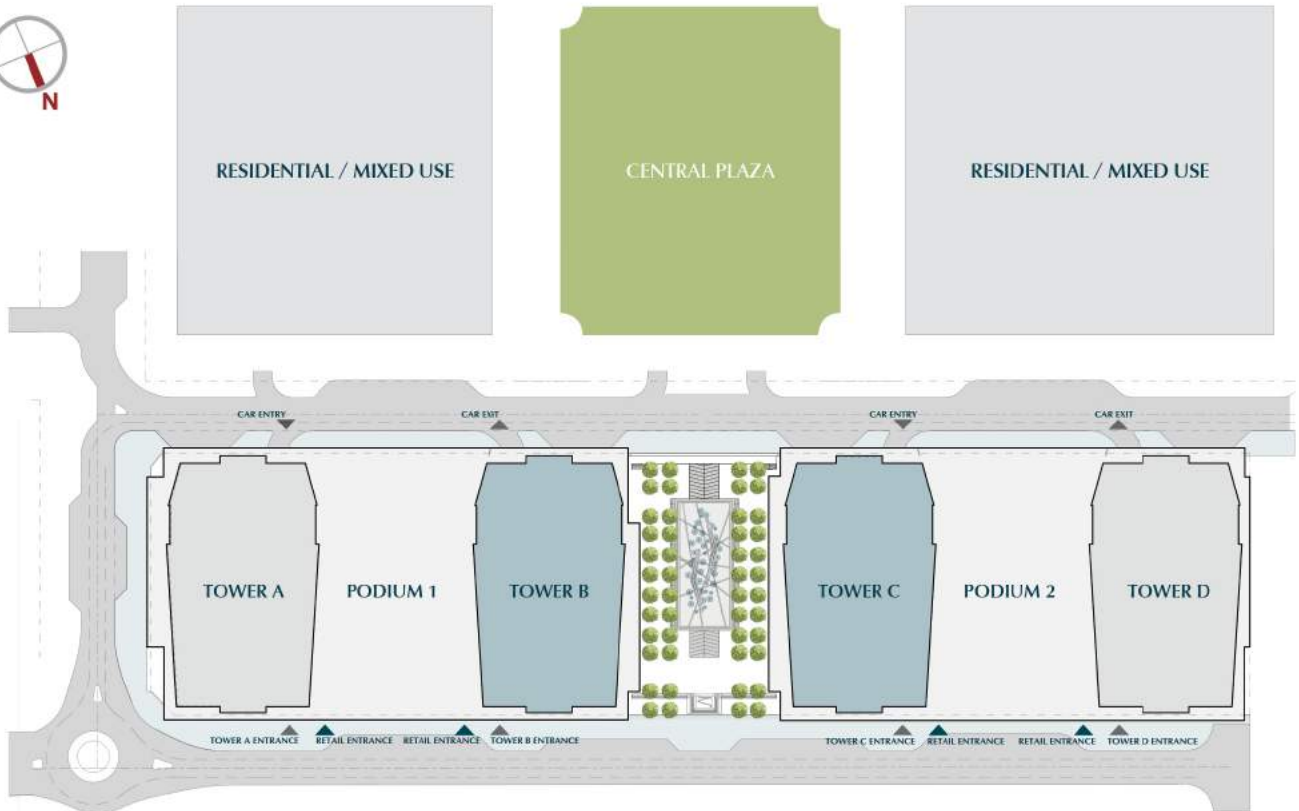 N
RESIDENTIAL / MIXED USE
CENTRAL PLAZA
RESIDENTIAL / MIXED USE
CAR ENTRY
CAR EXIT
CAR ENTRY
CAR EXIT
TOWER A
PODIUM 1
TOWER B
TOWER C
PODIUM 2
TOWER D
TOWER A ENTRANCE
RETAIL ENTRANCE
RETAIL ENTRANCE
TOWER B ENTRANCE
TOWER C ENTRANCE
RETAIL ENTRANCE
RETAIL ENTRANCE
TOWER D ENTRANCE